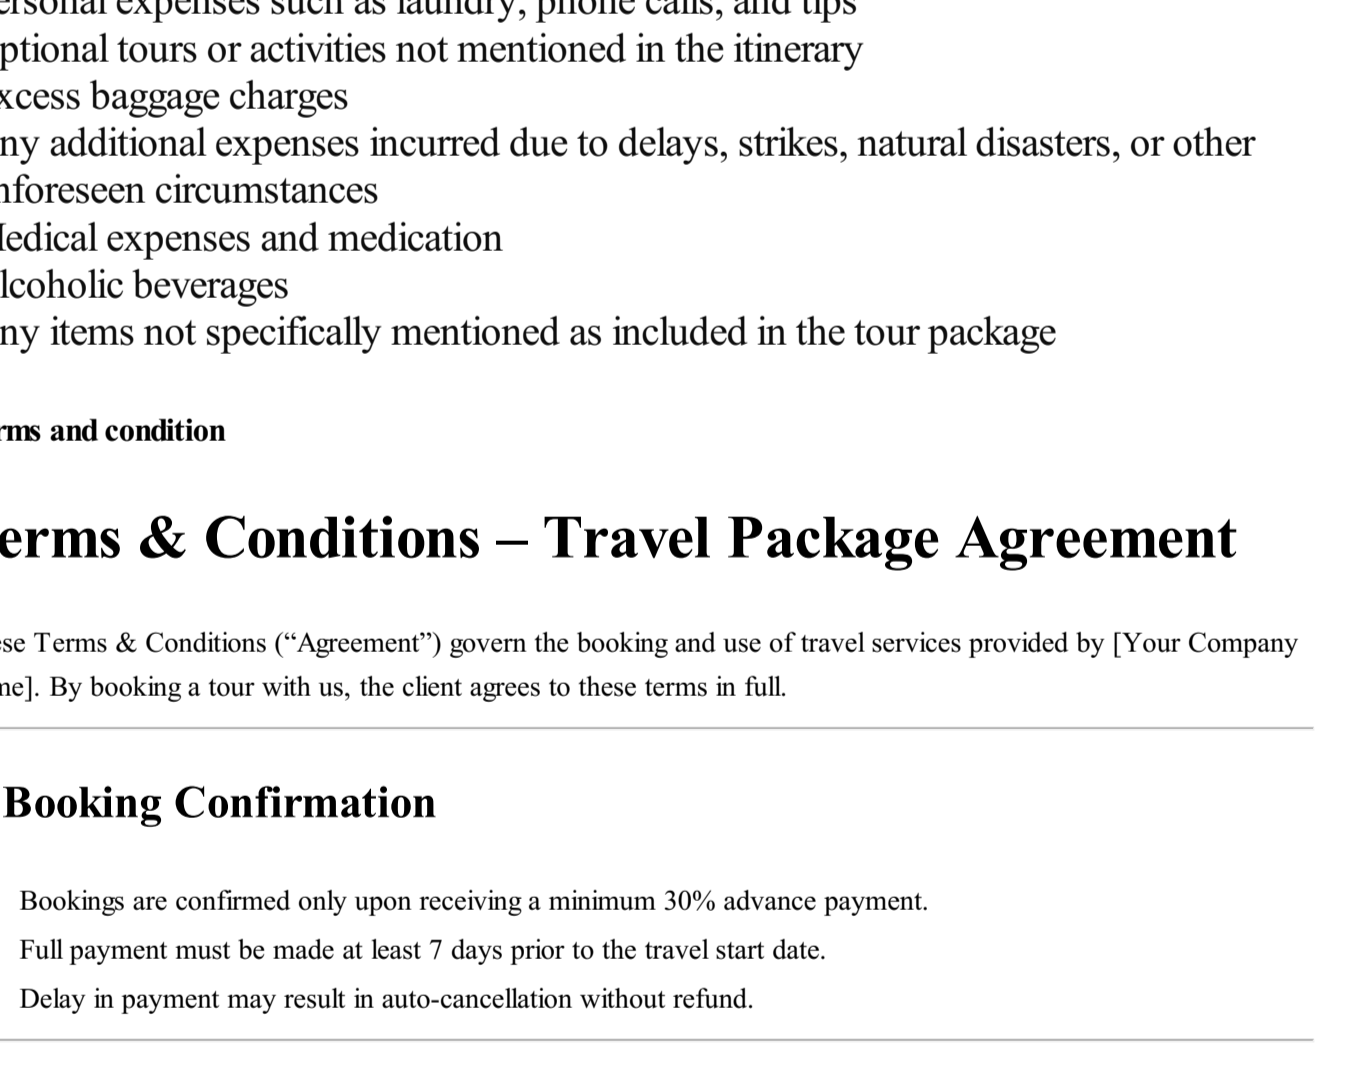 ersonal expenses such as laundry, phone calls, and tips
ptional tours or activities not mentioned in the itinerary
xcess baggage charges
ny additional expenses incurred due to delays, strikes, natural disasters, or other
nforeseen circumstances
Medical expenses and medication
lcoholic beverages
ny items not specifically mentioned as included in the tour package
rms and condition
erms & Conditions – Travel Package Agreement
ese Terms & Conditions (“Agreement”) govern the booking and use of travel services provided by [Your Company
me]. By booking a tour with us, the client agrees to these terms in full.
Booking Confirmation
Bookings are confirmed only upon receiving a minimum 30% advance payment.
Full payment must be made at least 7 days prior to the travel start date.
Delay in payment may result in auto-cancellation without refund.